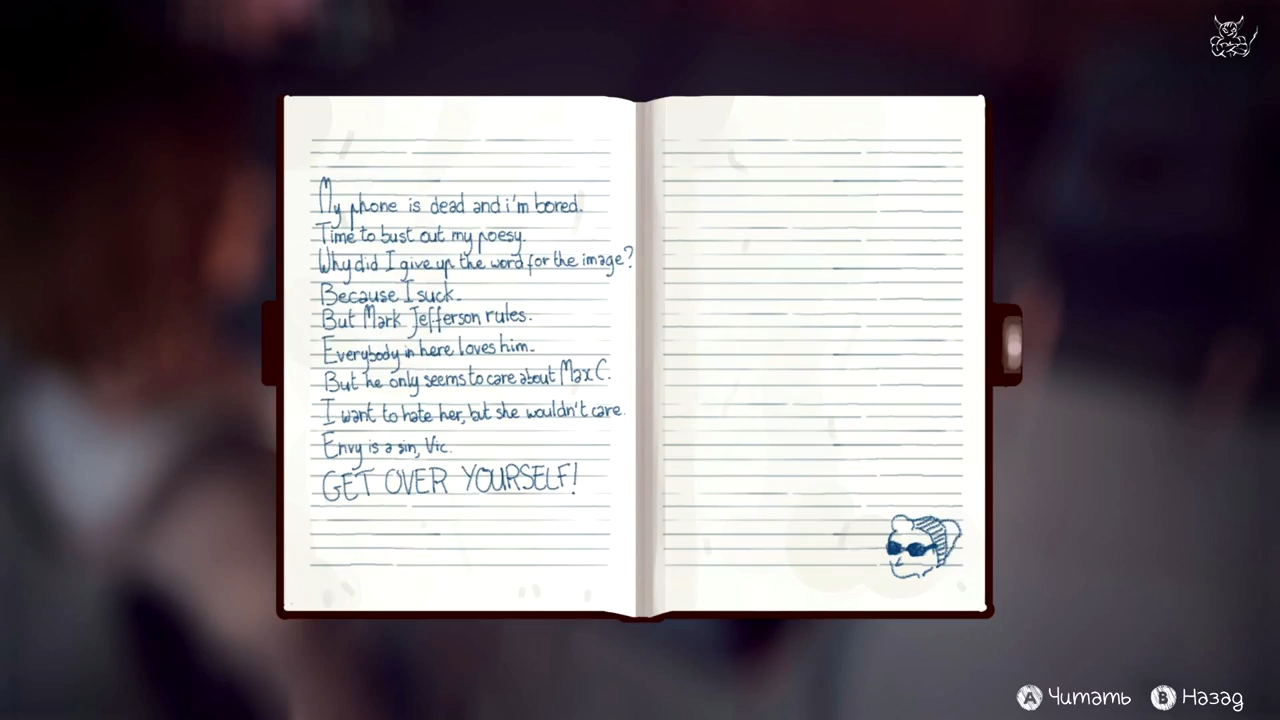 My phone is dead and i'm bored.
Time to bust out my poesy.
Why did I give up the word for the image?
Because I suck.
But Mark Jefferson rules.
Everybody in here loves him.
But he only seems to care about Max C.
I want to hate her, but she wouldn't care.
Envy is a sin, Vic.
GET OVER YOURSELF!
A Читать B Назад